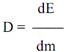 D = dE
dm